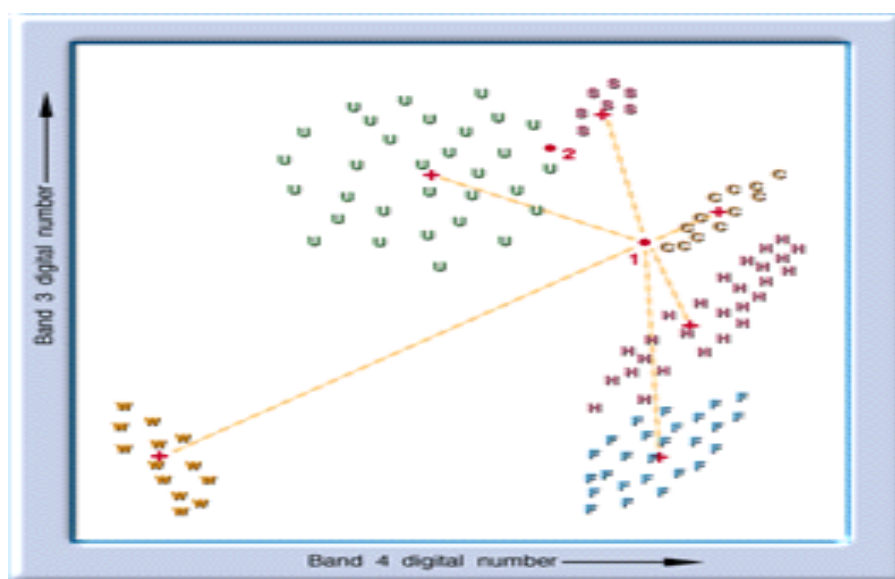 Band 3 digital number
U U U U U U U U U U U U U U U U U U U U U U U U U U U U U U U
S S S S S S S
2
C C C C C C C C C C C C
1
H H H H H H H H H H H H H H H H H H H H H H H H H H H
F F F F F F F F F F F F F F F F F F F F F F F F F
W W W W W W W W W W W W W
Band 4 digital number